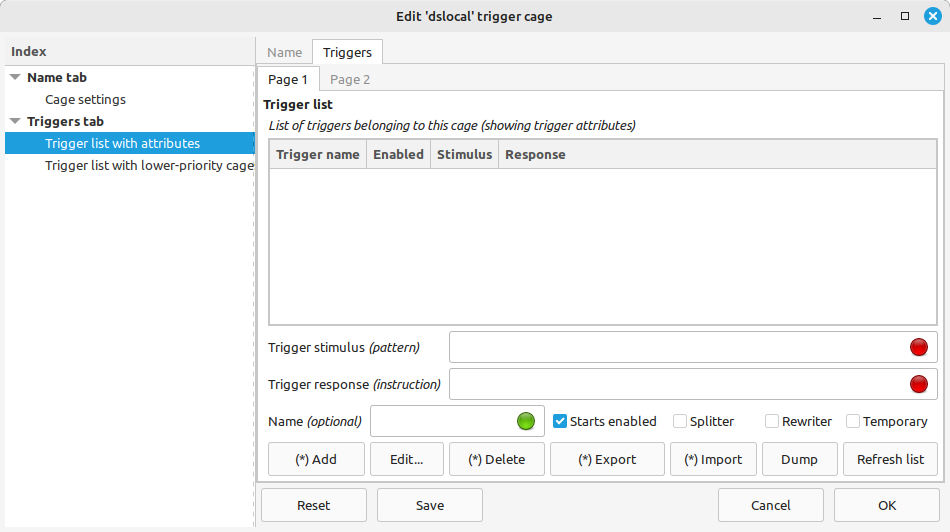 Edit 'dslocal' trigger cage
Index
Name tab
Cage settings
Triggers tab
Trigger list with attributes
Trigger list with lower-priority cage
Name Triggers
Page 1 Page 2
Trigger list
List of triggers belonging to this cage (showing trigger attributes)
Trigger name Enabled Stimulus Response
Trigger stimulus (pattern)
Trigger response (instruction)
Name (optional) Starts enabled Splitter Rewriter Temporary
(*) Add Edit... (*) Delete (*) Export (*) Import Dump Refresh list
Reset Save Cancel OK